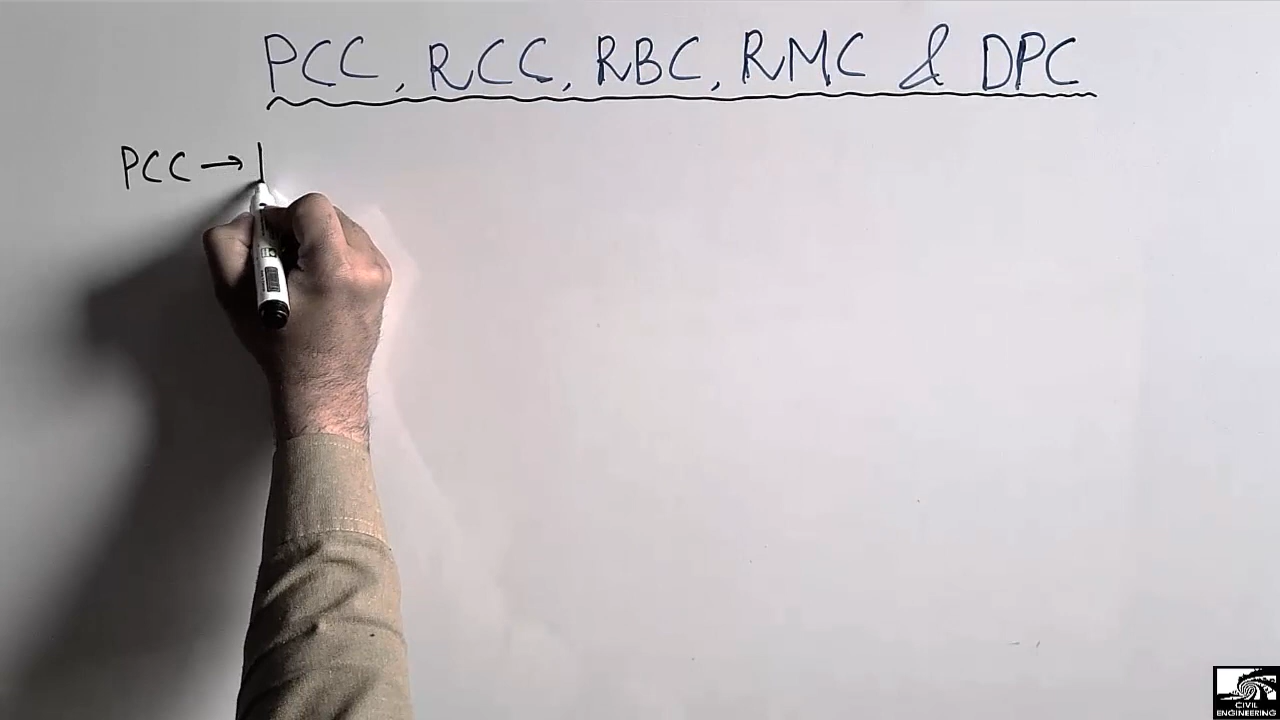 PCC, RCC, RBC, RMC & DPC
PCC →
CIVIL
ENGINEERING